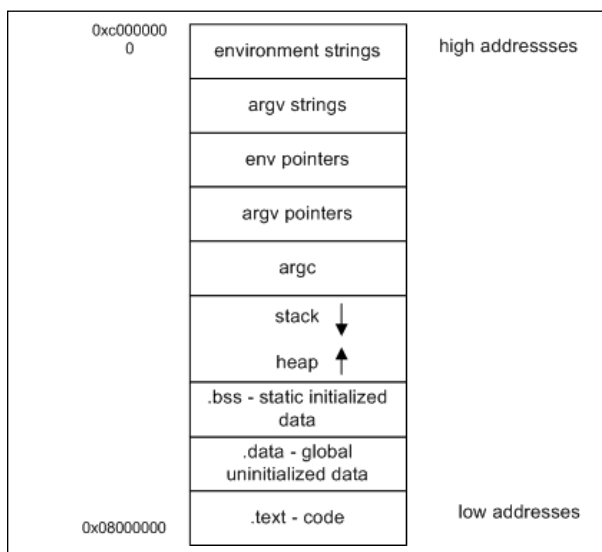 0xc000000
0
environment strings
high addressses
argv strings
env pointers
argv pointers
argc
stack
heap
.bss - static initialized
data
.data - global
uninitialized data
.text - code
low addresses
0x08000000